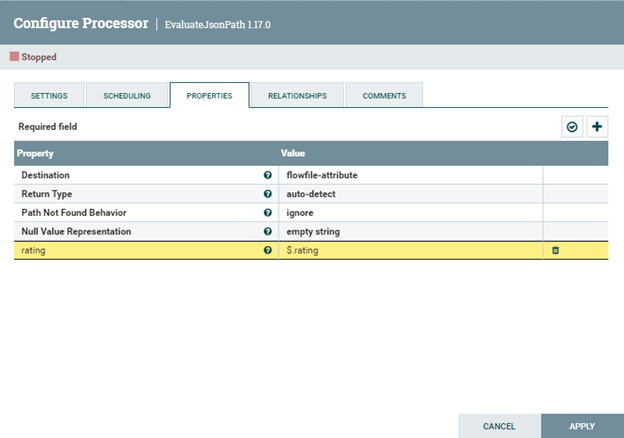 Configure Processor | EvaluateJsonPath 1.17.0
Stopped
SETTINGS SCHEDULING PROPERTIES RELATIONSHIPS COMMENTS
Required field
Property Value
Destination flowfile-attribute
Return Type auto-detect
Path Not Found Behavior ignore
Null Value Representation empty string
rating $.rating
CANCEL APPLY